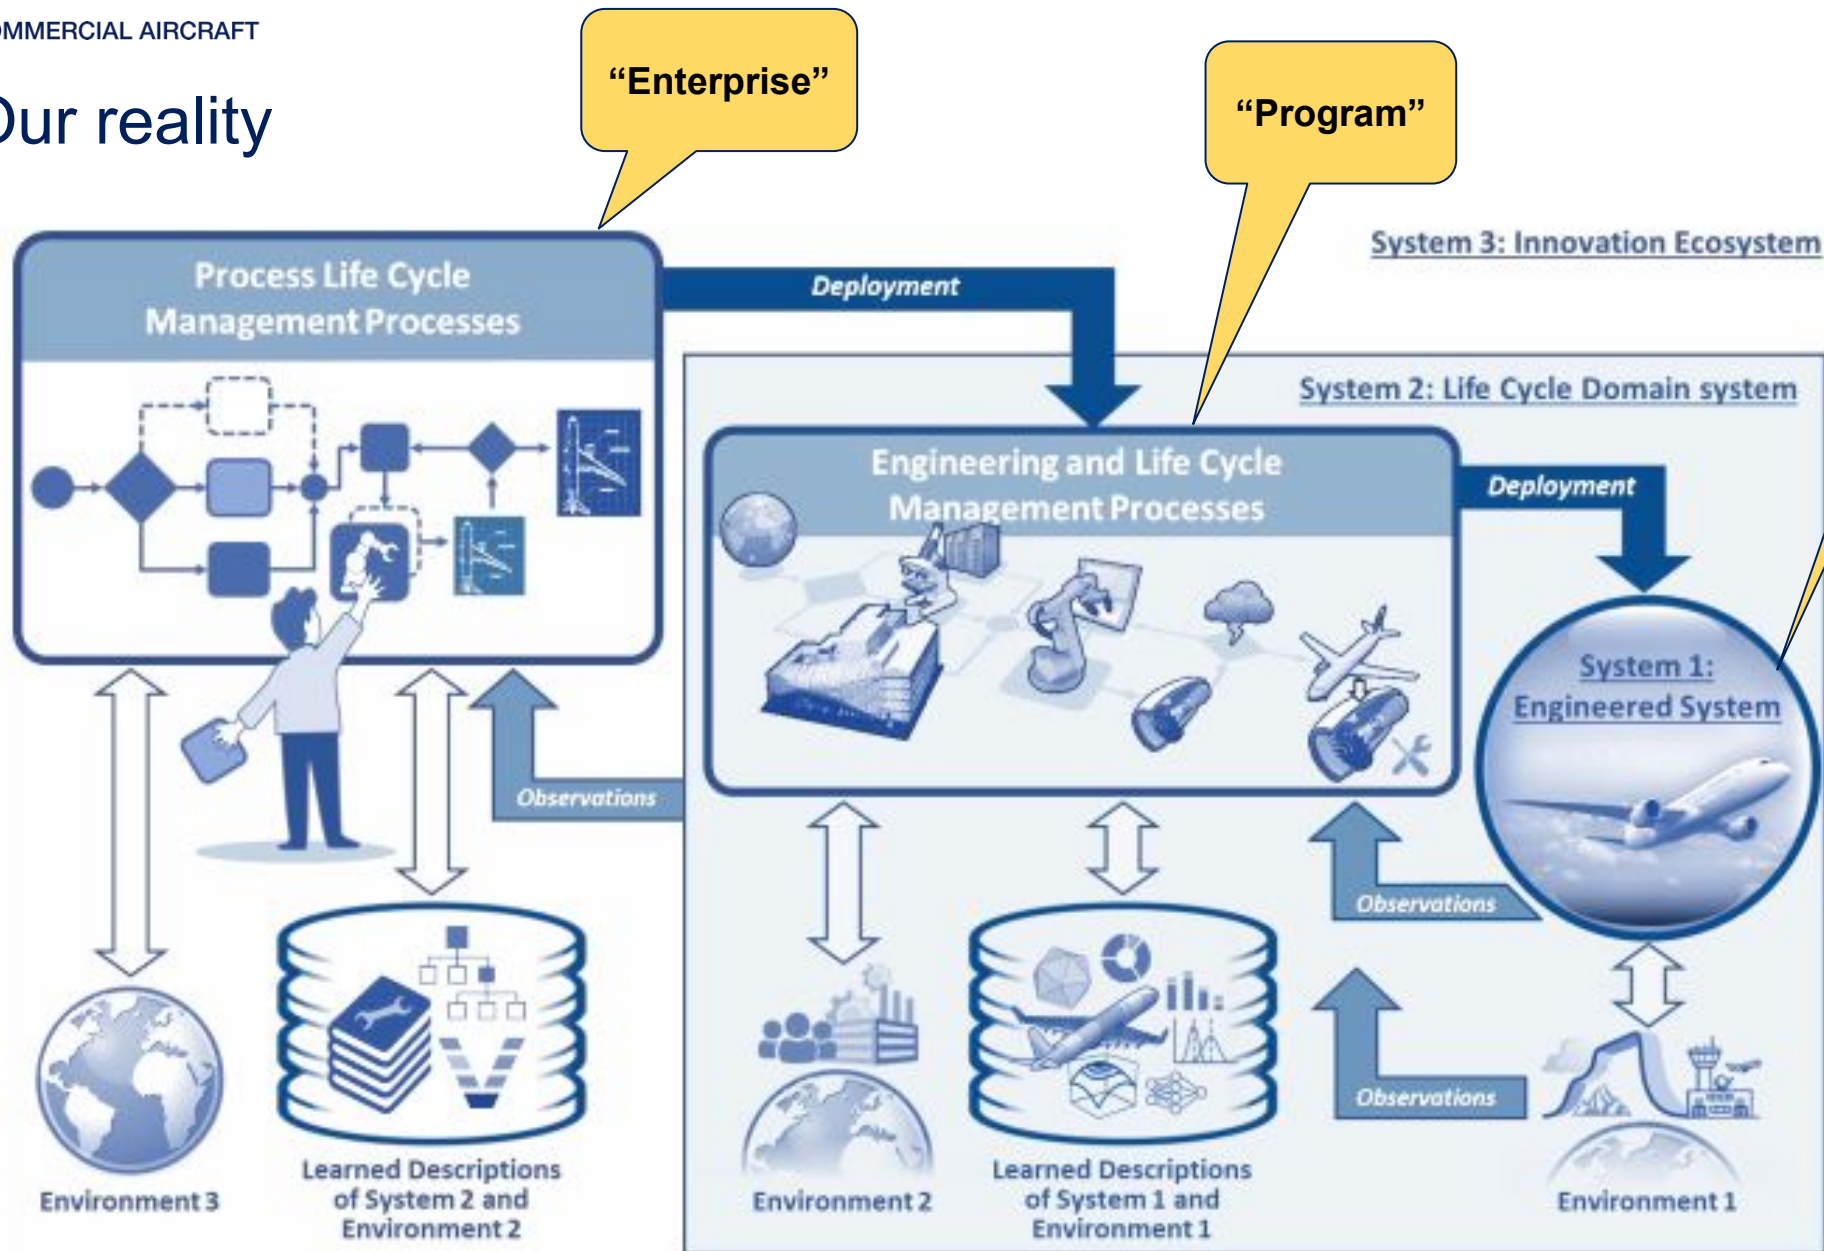 OMMERCIAL AIRCRAFT
Our reality
“Enterprise”
“Program”
System 3: Innovation Ecosystem
Process Life Cycle
Management Processes
Deployment
System 2: Life Cycle Domain system
Engineering and Life Cycle
Management Processes
Deployment
System 1:
Engineered System
Observations
Observations
Observations
Environment 3
Learned Descriptions
of System 2 and
Environment 2
Environment 2
Learned Descriptions
of System 1 and
Environment 1
Environment 1